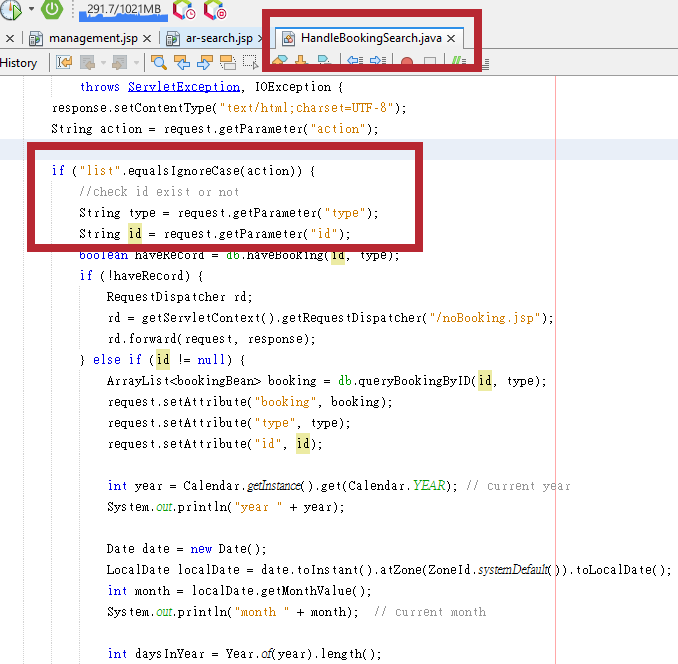 291.7/1021MB
management.jsp × ar-search.jsp HandleBookingSearch.java ×
History
throws ServletException, IOException {
response.setContentType("text/html;charset=UTF-8");
String action = request.getParameter("action");
if ("list".equalsIgnoreCase(action)) {
//check id exist or not
String type = request.getParameter("type");
String id = request.getParameter("id");
boolean haveRecord = db.haveBooking(id, type);
if (!haveRecord) {
RequestDispatcher rd;
rd = getServletContext().getRequestDispatcher("/noBooking.jsp");
rd.forward(request, response);
} else if (id != null) {
ArrayList<bookingBean> booking = db.queryBookingByID(id, type);
request.setAttribute("booking", booking);
request.setAttribute("type", type);
request.setAttribute("id", id);
int year = Calendar.getInstance().get(Calendar.YEAR); // Current year
System.out.println("year " + year);
Date date = new Date();
LocalDate localDate = date.toInstant().atZone(ZoneId.systemDefault()).toLocalDate();
int month = localDate.getMonthValue();
System.out.println("month " + month); // Current month
int daysInYear = Year.of(year).length();